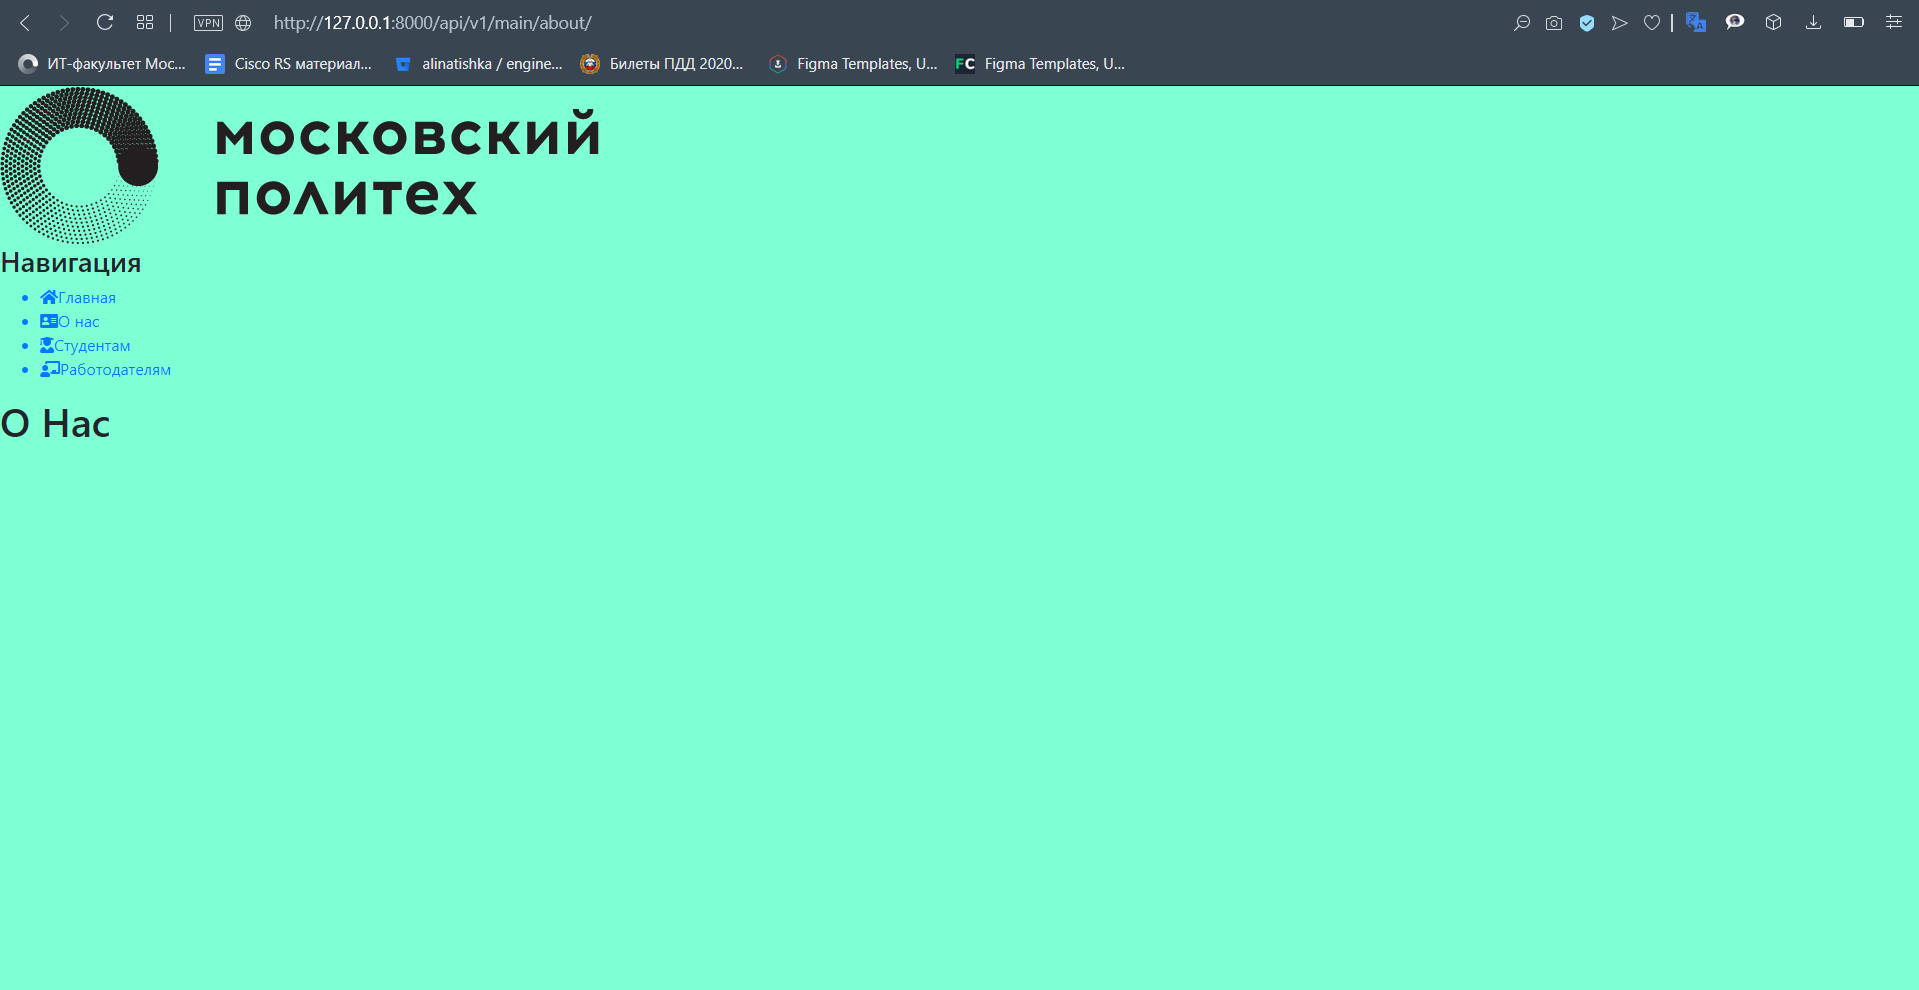 VPN http://127.0.0.1:8000/api/v1/main/about/
ИТ-факультет Мос... Cisco RS материал... alinatishka / engine... Билеты ПДД 2020... Figma Templates, U... FC Figma Templates, U...
московский
политех
Навигация
Главная
О нас
Студентам
Работодателям
О Нас